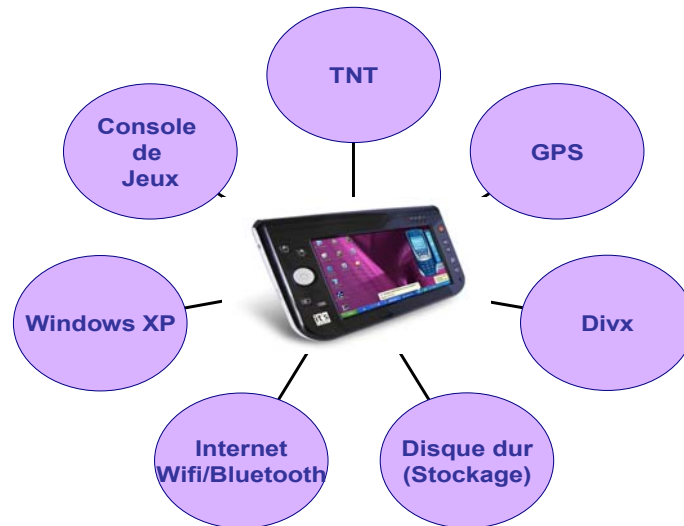 TNT
Console
de
Jeux
GPS
Windows XP
Divx
Internet
Wifi/Bluetooth
Disque dur
(Stockage)